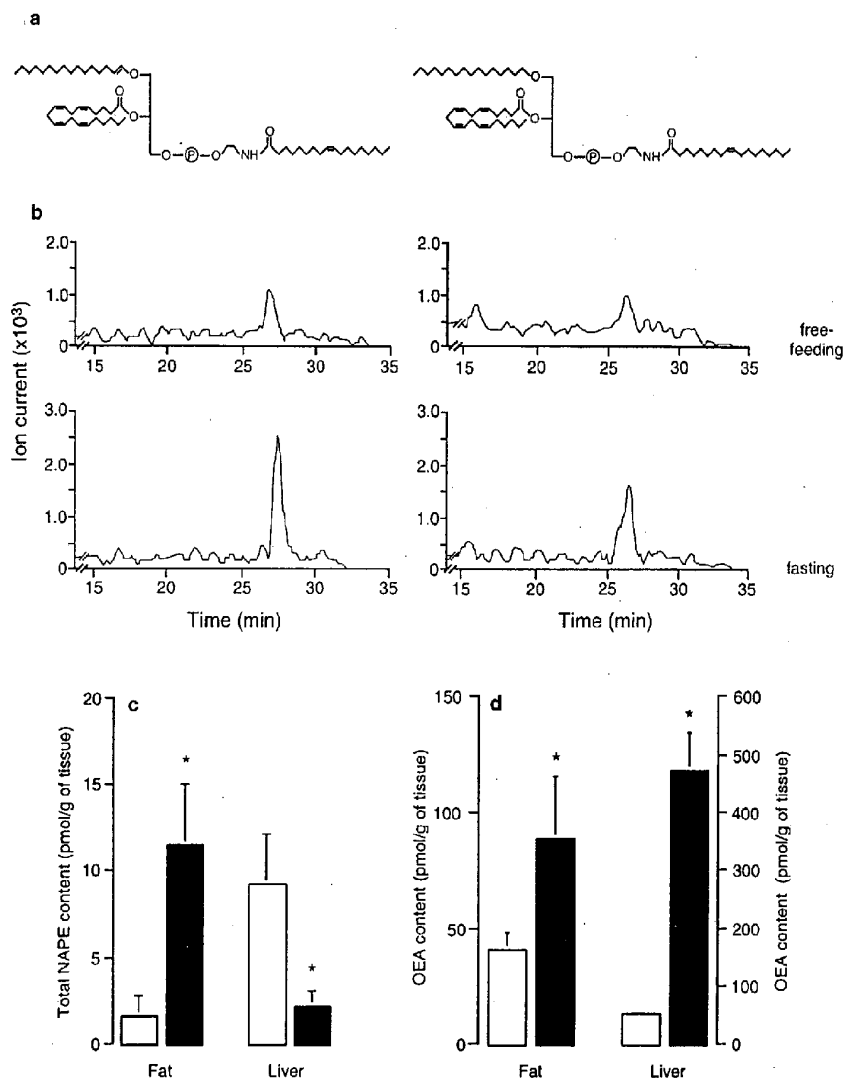 a
O
O
O
O P O NH
O
O
O
O
O P O NH
O
b
Ion current (x10³)
2.0
1.0
0
15 20 25 30 35
2.0
1.0
0
15 20 25 30 35
free-
feeding
3.0
2.0
1.0
0
15 20 25 30 35
Time (min)
3.0
2.0
1.0
0
15 20 25 30 35
Time (min)
fasting
c
Total NAPE content (pmol/g of tissue)
20
15
10
5
0
*
*
Fat Liver
d
OEA content (pmol/g of tissue)
150
100
50
0
*
*
600
500
400
300
200
100
0
OEA content (pmol/g of tissue)
Fat Liver